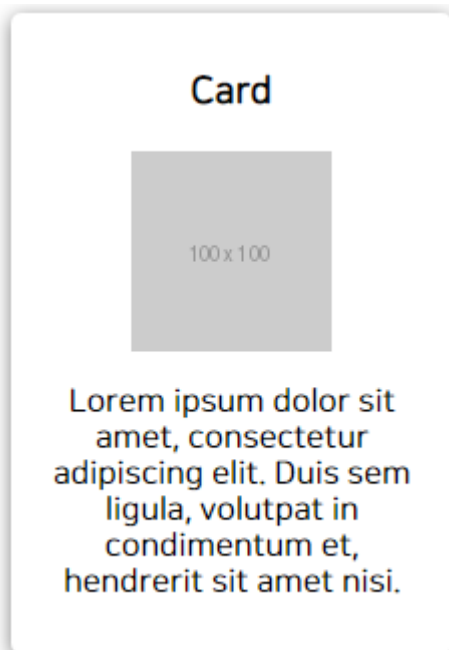 Card
100 x 100
Lorem ipsum dolor sit
amet, consectetur
adipiscing elit. Duis sem
ligula, volutpat in
condimentum et,
hendrerit sit amet nisi.